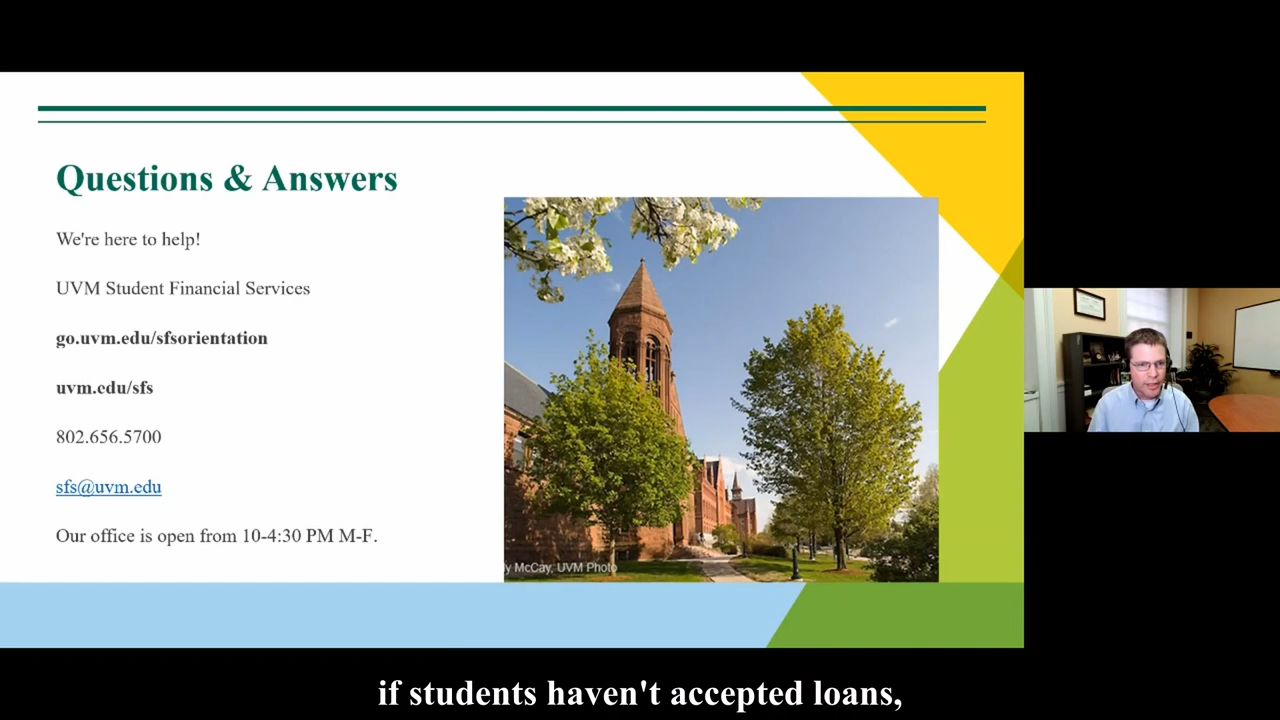 Questions & Answers
We're here to help!
UVM Student Financial Services
go.uvm.edu/sfsorientation
uvm.edu/sfs
802.656.5700
sfs@uvm.edu
Our office is open from 10-4:30 PM M-F.
y McCay, UVM Photo
if students haven't accepted loans,